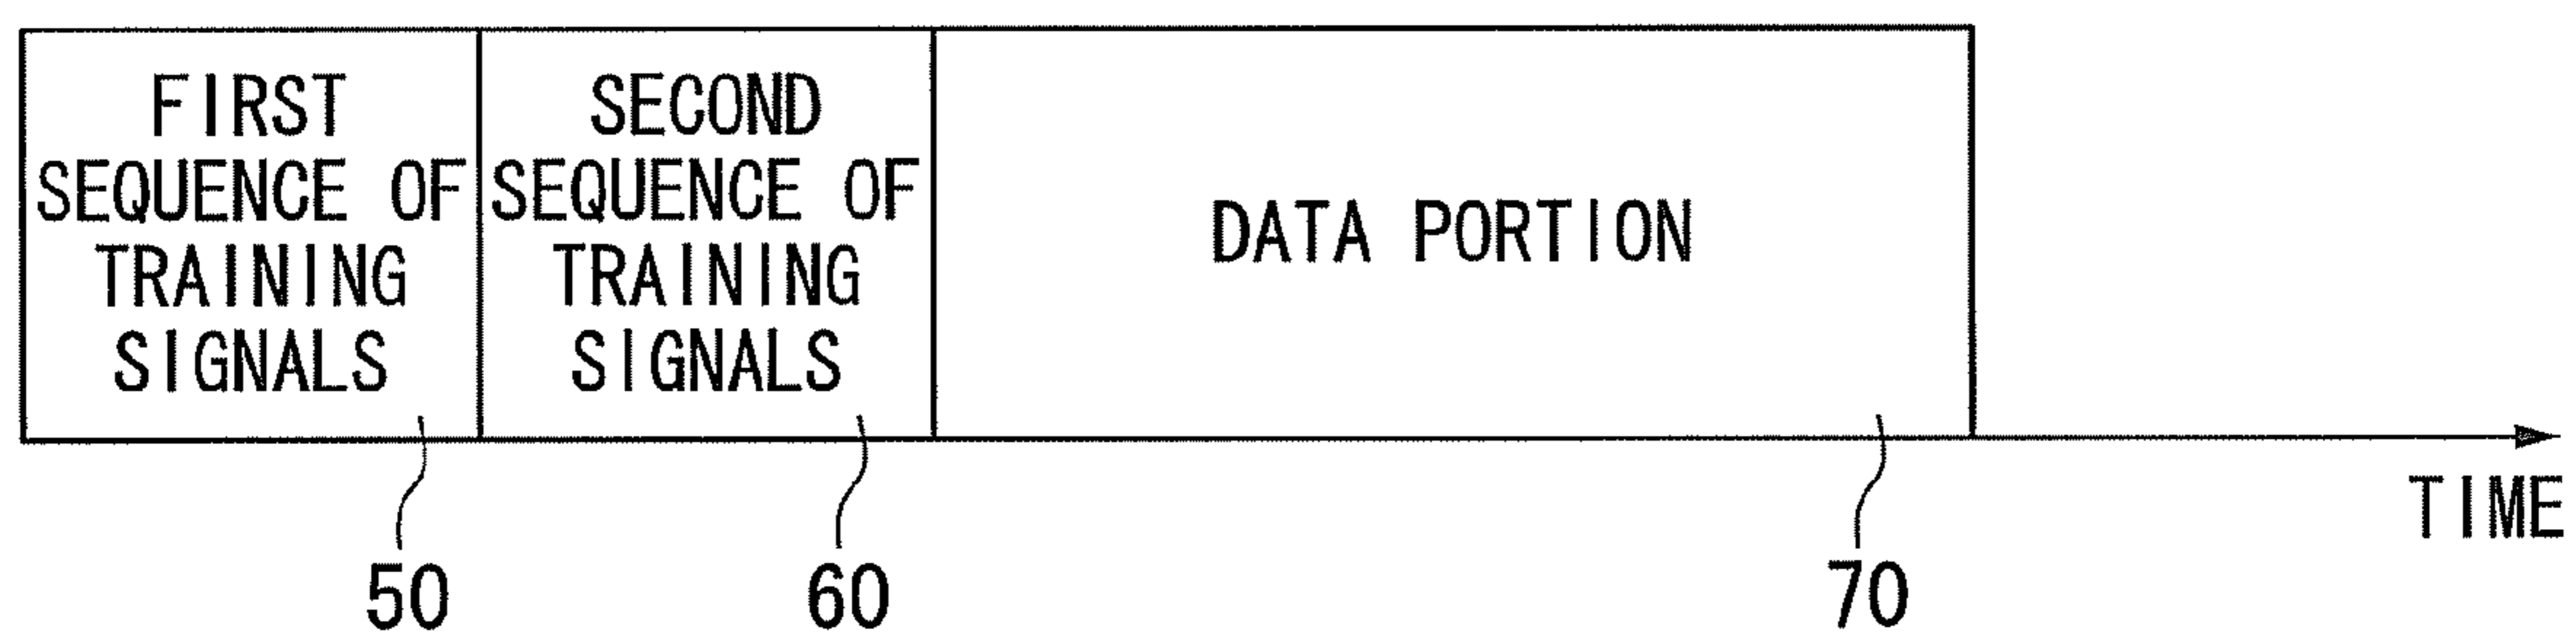 FIRST
SEQUENCE OF
TRAINING
SIGNALS
SECOND
SEQUENCE OF
TRAINING
SIGNALS
DATA PORTION
TIME
50
60
70